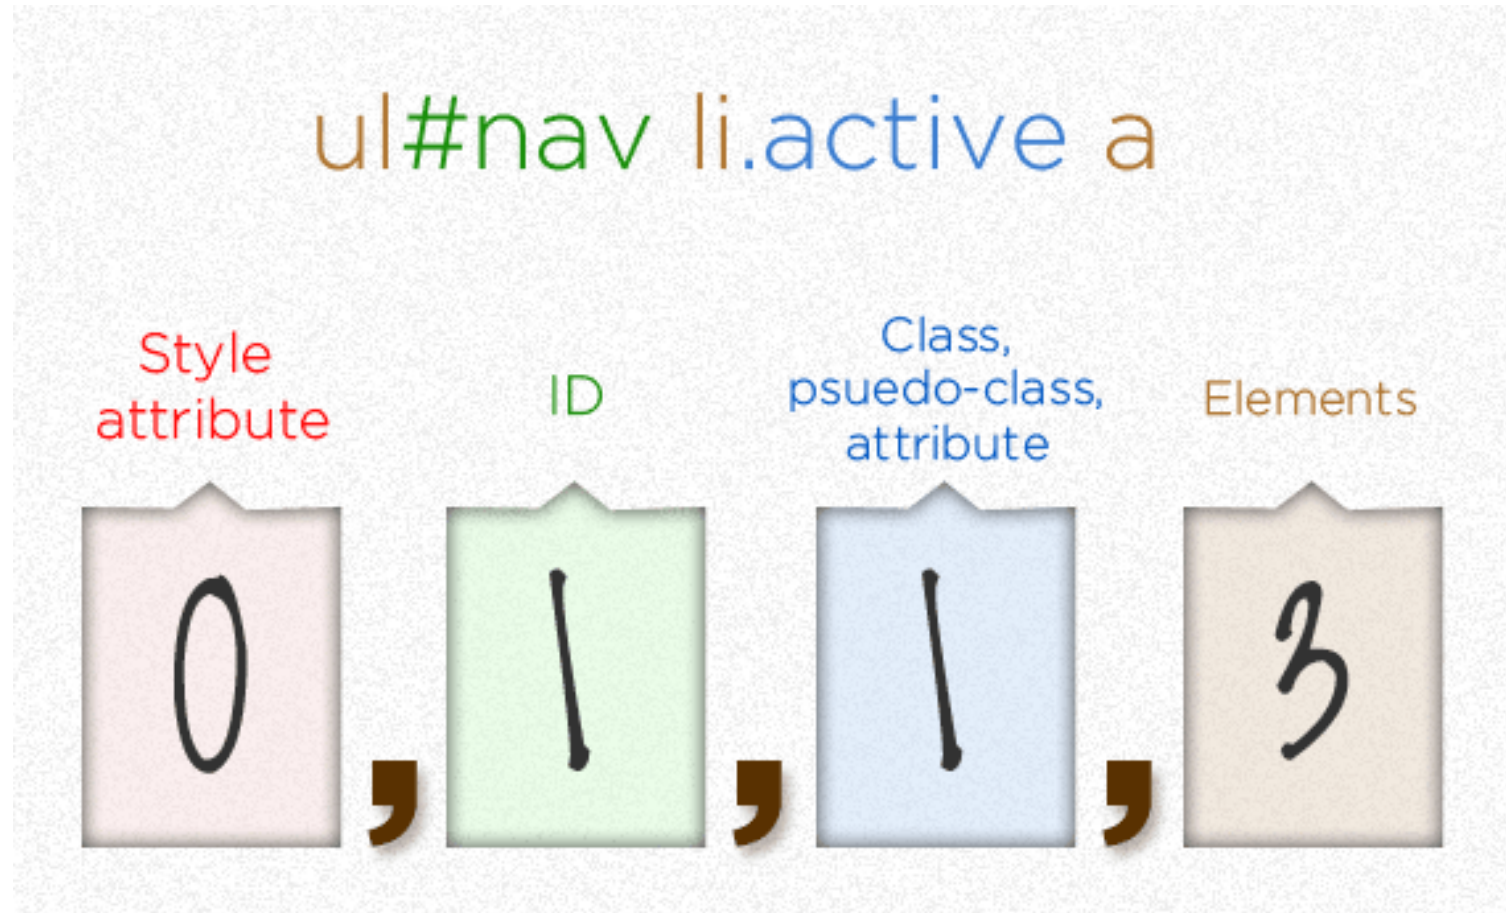 ul#nav li.active a
Style
attribute
ID
Class,
psuedo-class,
attribute
Elements
0 , 1 , 1 , 3